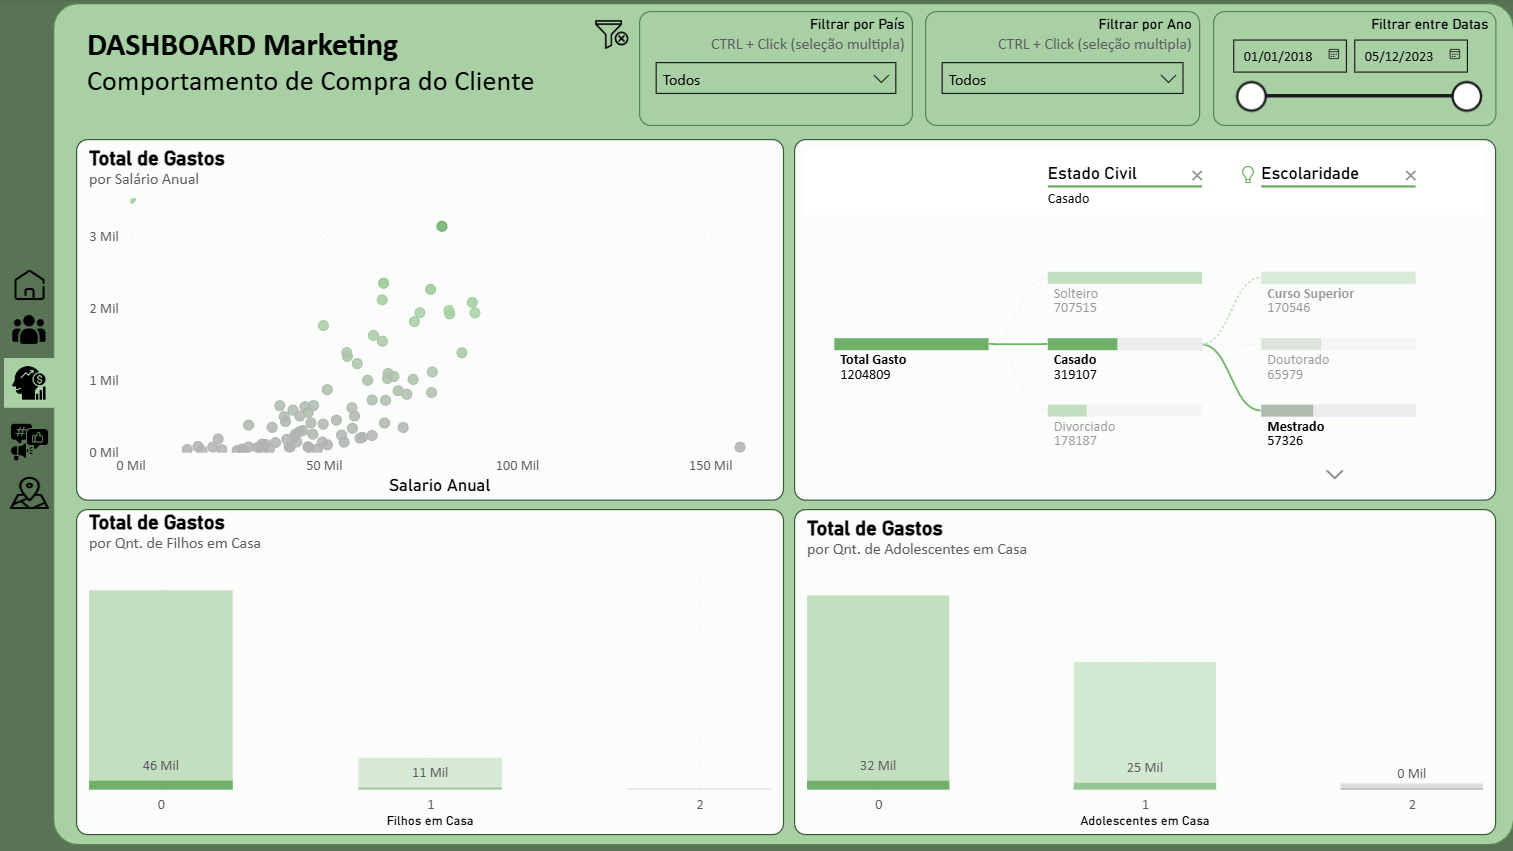 DASHBOARD Marketing
Comportamento de Compra do Cliente
Filtrar por País
CTRL + Click (seleção multipla)
Todos
Filtrar por Ano
CTRL + Click (seleção multipla)
Todos
Filtrar entre Datas
01/01/2018 05/12/2023
Total de Gastos
por Salário Anual
3 Mil
2 Mil
1 Mil
0 Mil
0 Mil 50 Mil 100 Mil 150 Mil
Salario Anual
Estado Civil
Casado
Escolaridade
Total Gasto
1204809
Solteiro
707515
Casado
319107
Divorciado
178187
Curso Superior
170546
Doutorado
65979
Mestrado
57326
Total de Gastos
por Qnt. de Filhos em Casa
46 Mil
11 Mil
0 1 2
Filhos em Casa
Total de Gastos
por Qnt. de Adolescentes em Casa
32 Mil
25 Mil
0 Mil
0 1 2
Adolescentes em Casa